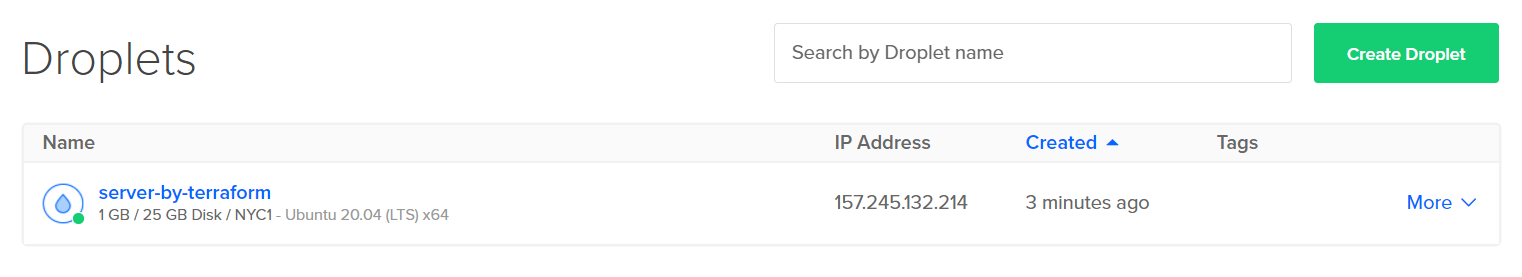 Droplets
Search by Droplet name
Create Droplet
Name IP Address Created Tags
server-by-terraform
1 GB / 25 GB Disk / NYC1 - Ubuntu 20.04 (LTS) x64
157.245.132.214 3 minutes ago More